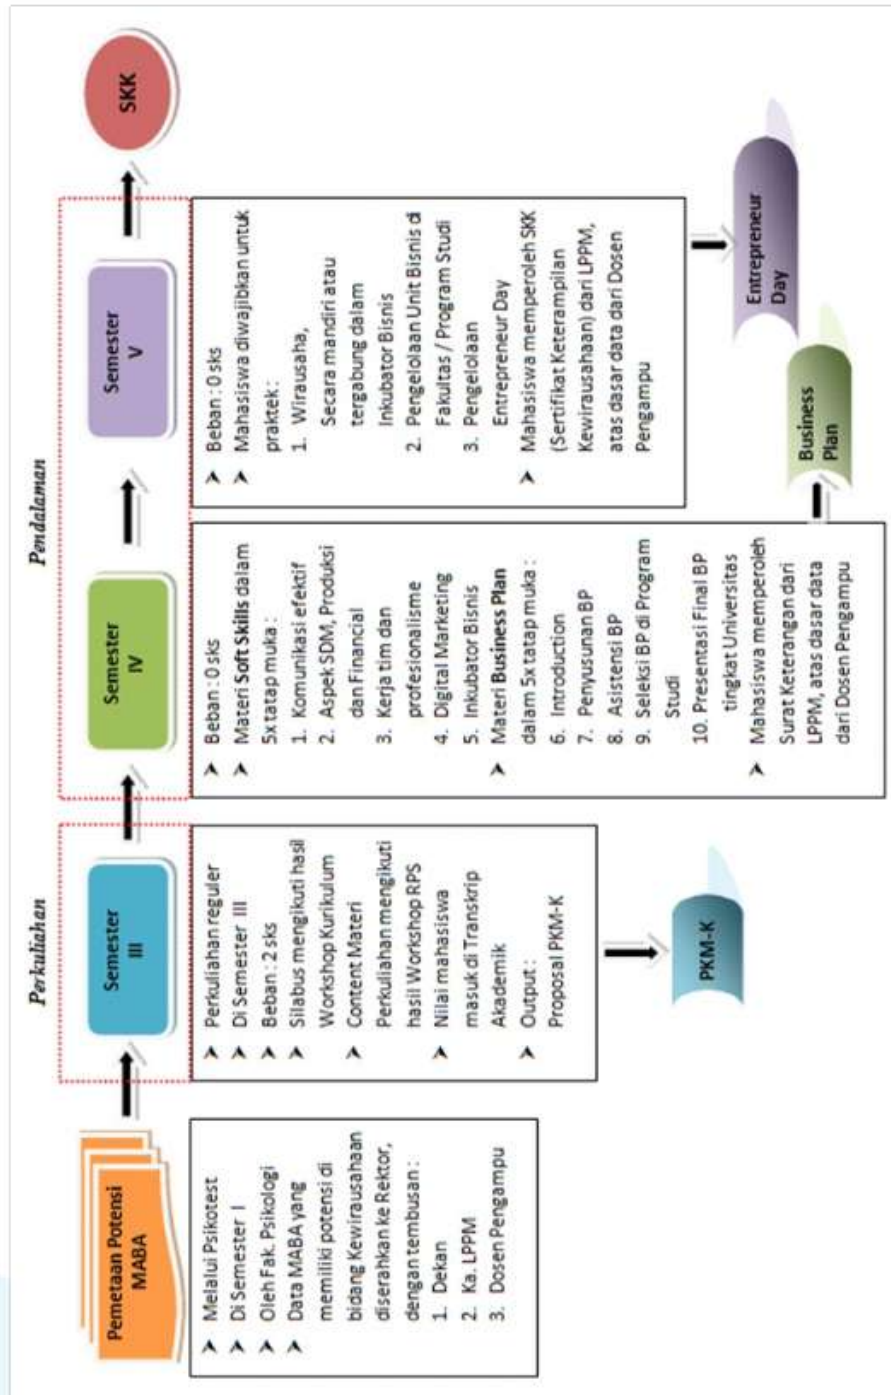 Perkuliahan
Pendalaman
Pemetaan Potensi
MABA
Semester
III
Semester
IV
Semester
V
SKK
➢ Melalui Psikotest
➢ Di Semester I
➢ Oleh Fak. Psikologi
➢ Data MABA yang
memiliki potensi di
bidang Kewirausahaan
diserahkan ke Rektor,
dengan tembusan :
1. Dekan
2. Ka. LPPM
3. Dosen Pengampu
➢ Perkuliahan reguler
➢ Di Semester III
➢ Beban : 2 sks
➢ Silabus mengikuti hasil
Workshop Kurikulum
➢ Content Materi
Perkuliahan mengikuti
hasil Workshop RPS
➢ Nilai mahasiswa
masuk di Transkrip
Akademik
➢ Output :
Proposal PKM-K
➢ Beban : 0 sks
➢ Materi Soft Skills dalam
5x tatap muka :
1. Komunikasi efektif
2. Aspek SDM, Produksi
dan Financial
3. Kerja tim dan
profesionalisme
4. Digital Marketing
5. Inkubator Bisnis
➢ Materi Business Plan
dalam 5x tatap muka :
6. Introduction
7. Penyusunan BP
8. Asistensi BP
9. Seleksi BP di Program
Studi
10. Presentasi Final BP
tingkat Universitas
➢ Mahasiswa memperoleh
Surat Keterangan dari
LPPM, atas dasar data
dari Dosen Pengampu
➢ Beban : 0 sks
➢ Mahasiswa diwajibkan untuk
praktek :
1. Wirausaha,
Secara mandiri atau
tergabung dalam
Inkubator Bisnis
2. Pengelolaan Unit Bisnis di
Fakultas / Program Studi
3. Pengelolaan
Entrepreneur Day
➢ Mahasiswa memperoleh SKK
(Sertifikat Keterampilan
Kewirausahaan) dari LPPM,
atas dasar data dari Dosen
Pengampu
PKM-K
Business
Plan
Entrepreneur
Day